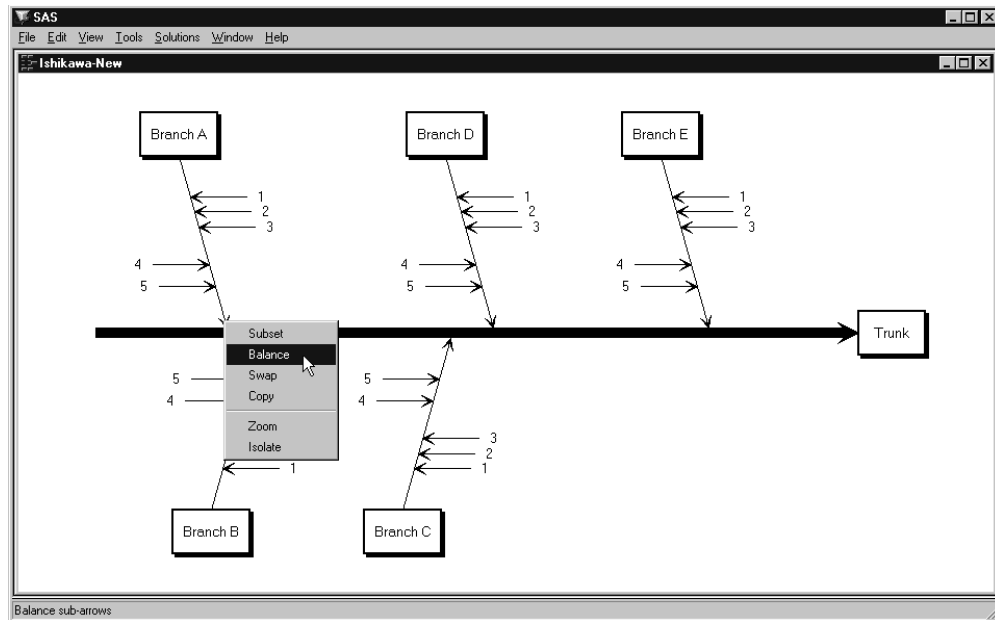 SAS
File Edit View Tools Solutions Window Help
Ishikawa-New
Branch A Branch D Branch E
1 1 1
2 2 2
3 3 3
4 4 4
5 5 5
Trunk
Subset
Balance
Swap
Copy
Zoom
Isolate
5 5
4 4
3
2
1 1
Branch B Branch C
Balance sub-arrows